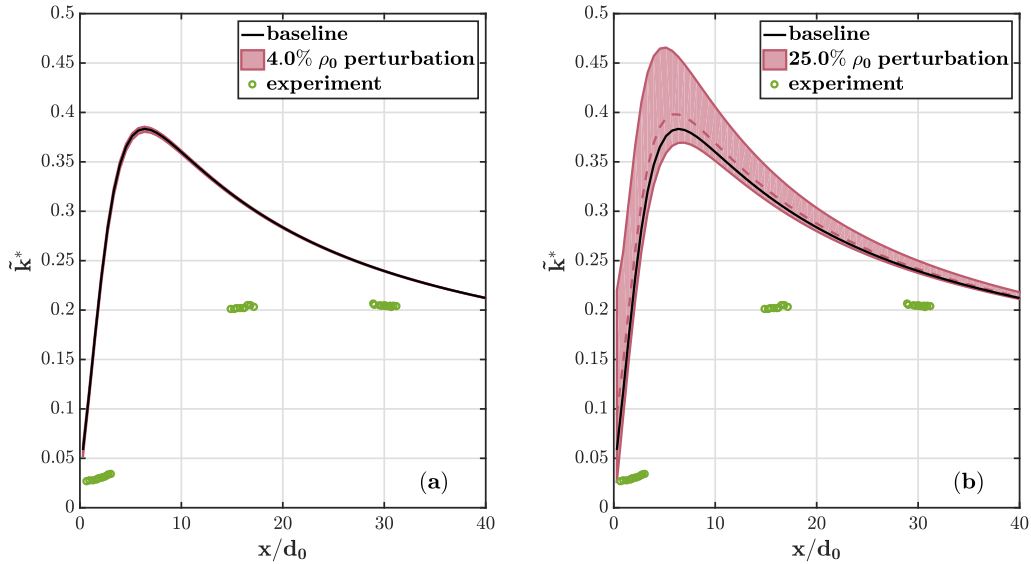 0.5
0.45
0.4
0.35
0.3
0.25
0.2
0.15
0.1
0.05
0
k̃*
baseline
4.0% ρ₀ perturbation
experiment
(a)
0
10
20
30
40
x/d₀
0.5
0.45
0.4
0.35
0.3
0.25
0.2
0.15
0.1
0.05
0
k̃*
baseline
25.0% ρ₀ perturbation
experiment
(b)
0
10
20
30
40
x/d₀